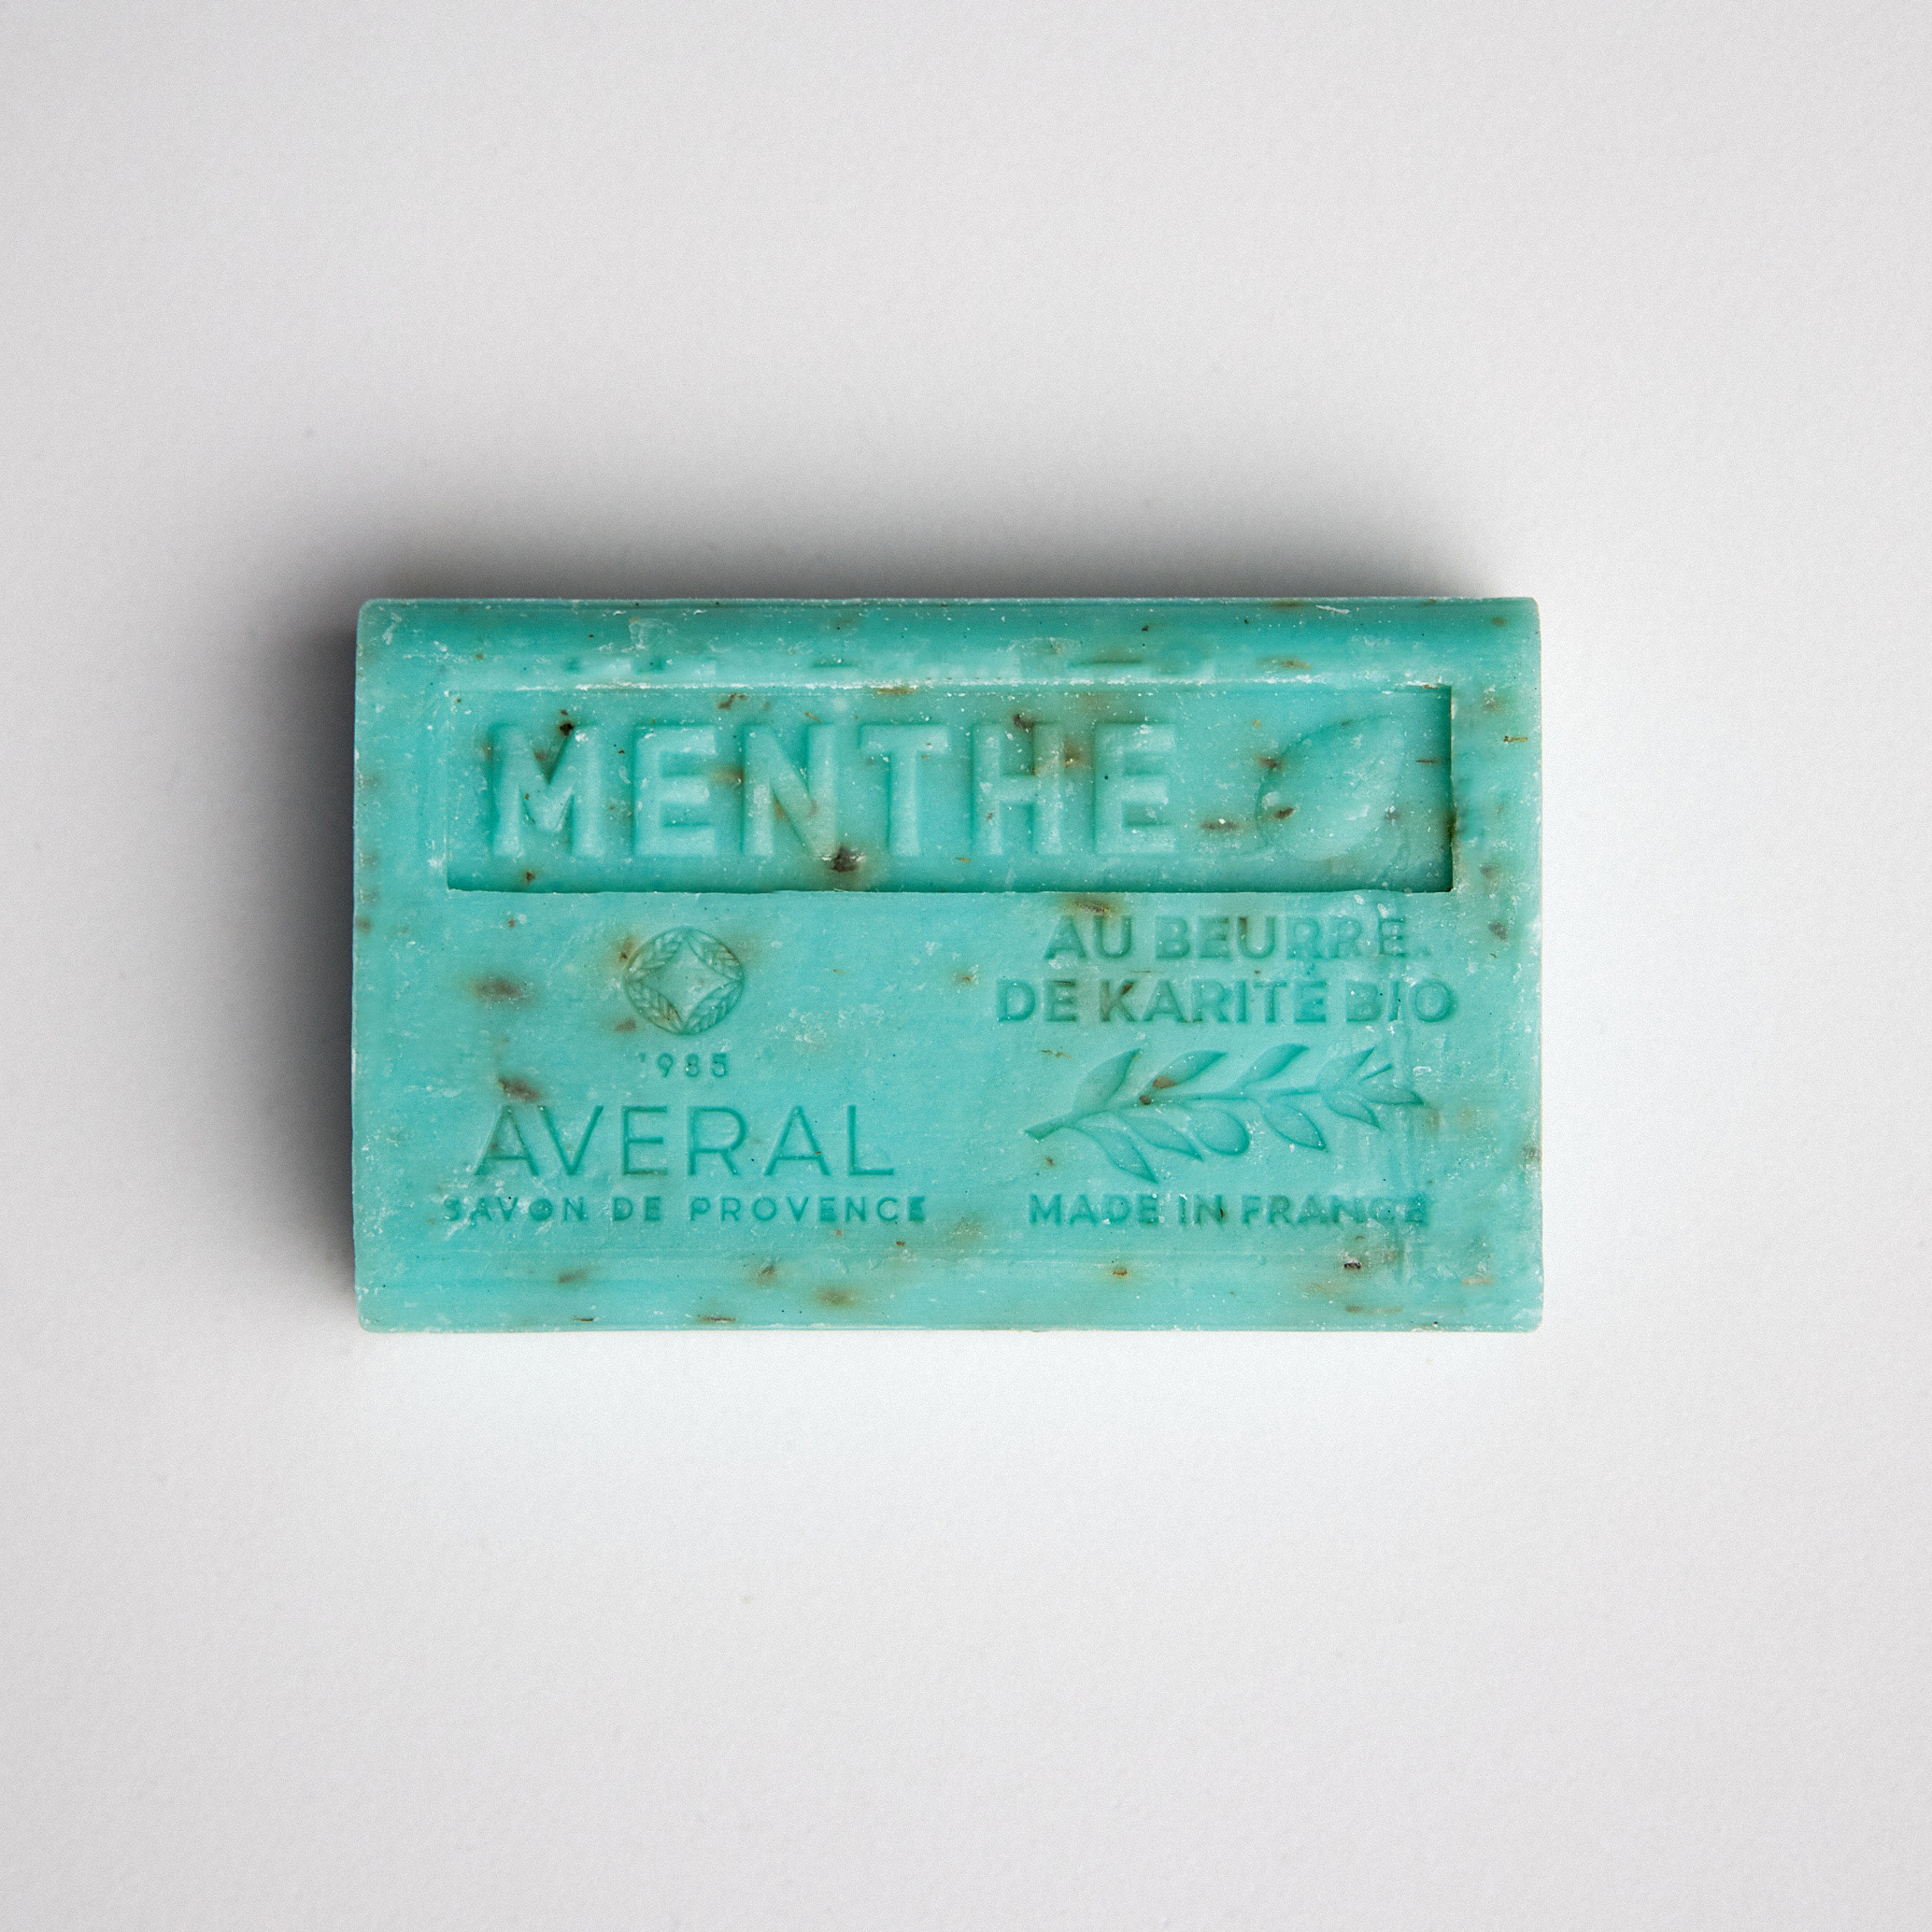 MENTHE
AU BEURRE
DE KARITÉ BIO
1985
AVERAL
SAVON DE PROVENCE
MADE IN FRANCE